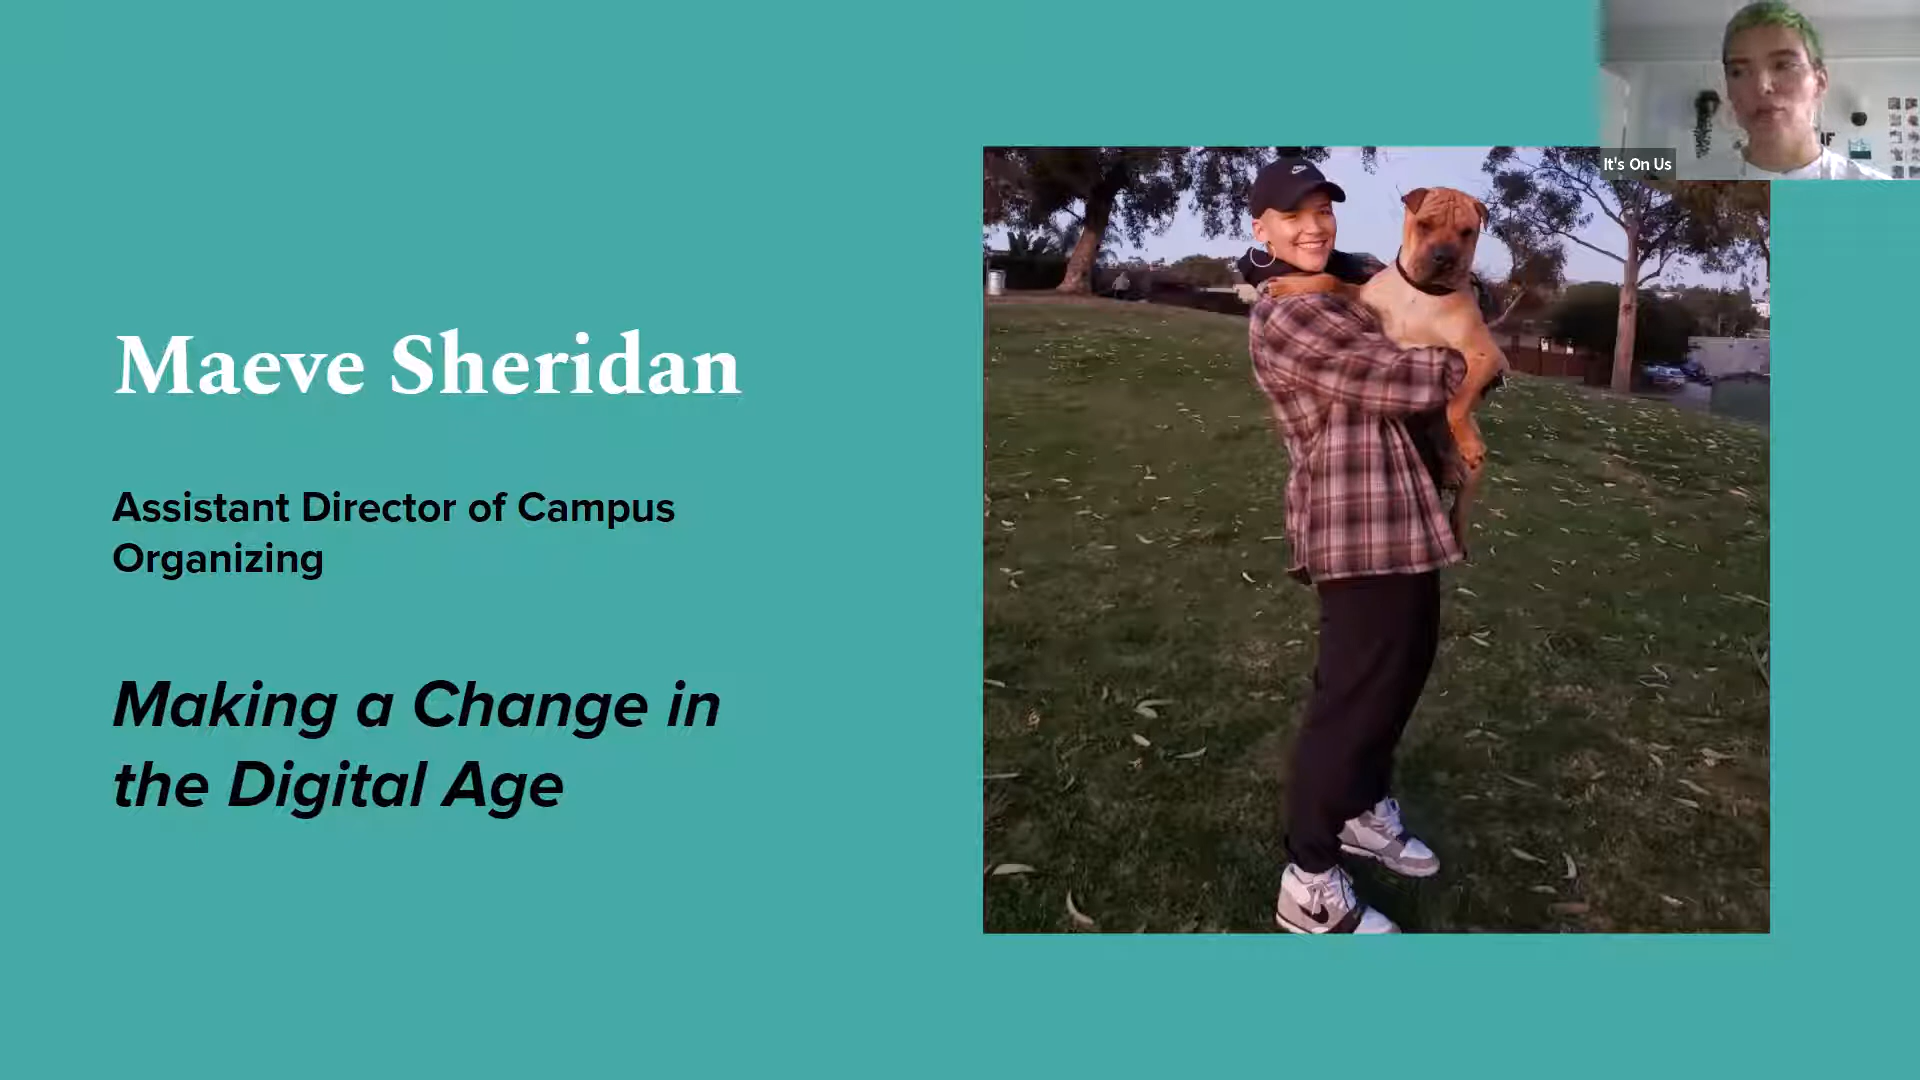 Maeve Sheridan
Assistant Director of Campus
Organizing
Making a Change in
the Digital Age
It's On Us